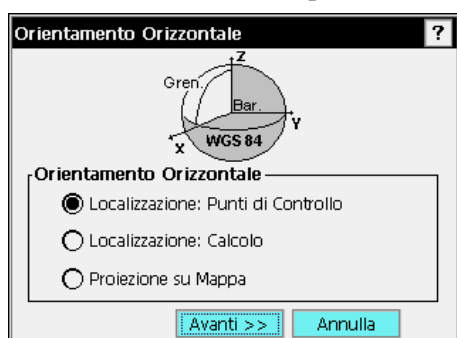 Orientamento Orizzontale ?
Z
Gren.
Bar.
Y
X
WGS 84
Orientamento Orizzontale
Localizzazione: Punti di Controllo
Localizzazione: Calcolo
Proiezione su Mappa
Avanti >> Annulla